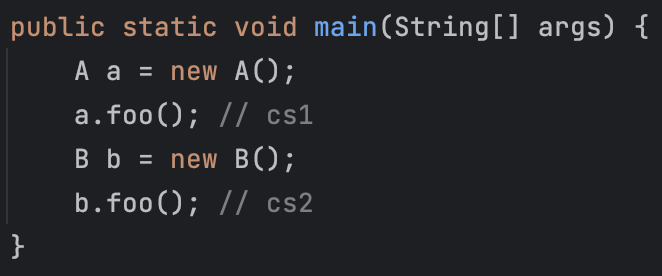 public static void main(String[] args) {
    A a = new A();
    a.foo(); // cs1
    B b = new B();
    b.foo(); // cs2
}